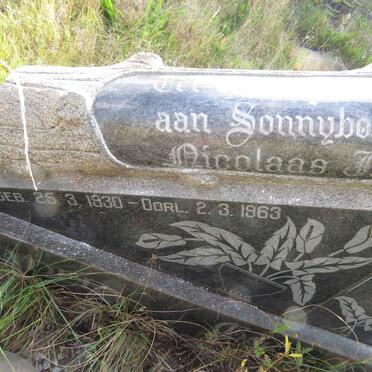 aan Sonnybo
Nicolaas J
GEB. 25. 3. 1930 - OORL. 2. 3. 1963